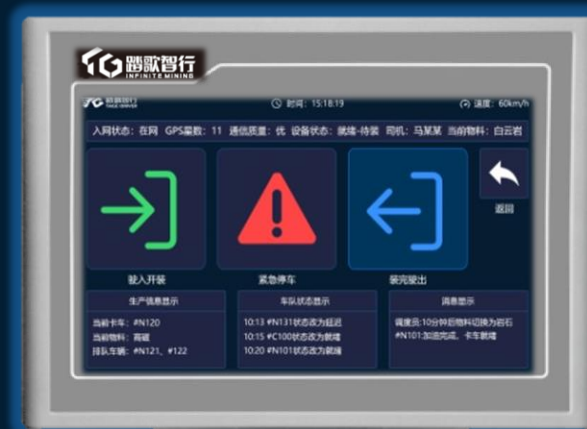 踏歌智行
INFINITE MINING
踏歌智行
时间：15:18:19
速度：60km/h
入网状态：在网 GPS星数：11 通信质量：优 设备状态：就绪-待装 司机：马某某 当前物料：白云岩
返回
驶入开装
紧急停车
装完驶出
生产信息显示
当前卡车：#N120
当前物料：高磁
排队车辆：#N121、#122
车队状态显示
10:13 #N131状态改为延迟
10:15 #C100状态改为就绪
10:20 #N101状态改为就绪
消息显示
调度员:10分钟后物料切换为岩石
#N101:加油完成，卡车就绪